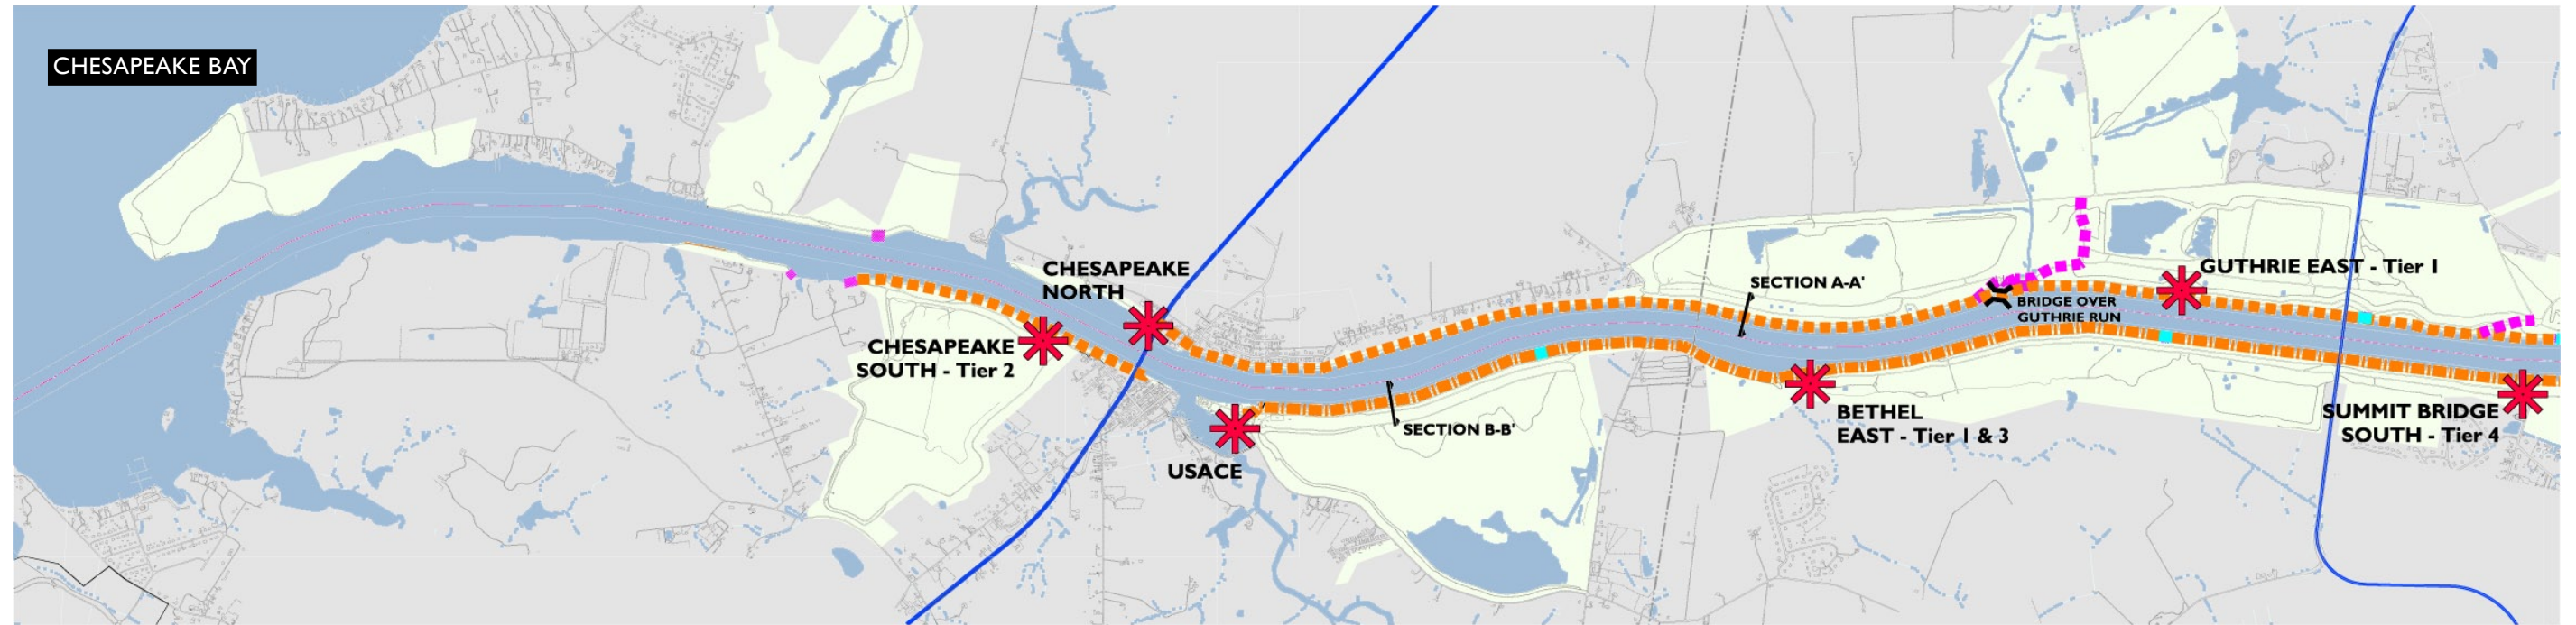 CHESAPEAKE BAY
CHESAPEAKE
NORTH
CHESAPEAKE
SOUTH - Tier 2
USACE
SECTION B-B'
SECTION A-A'
BRIDGE OVER
GUTHRIE RUN
GUTHRIE EAST - Tier 1
BETHEL
EAST - Tier 1 & 3
SUMMIT BRIDGE
SOUTH - Tier 4